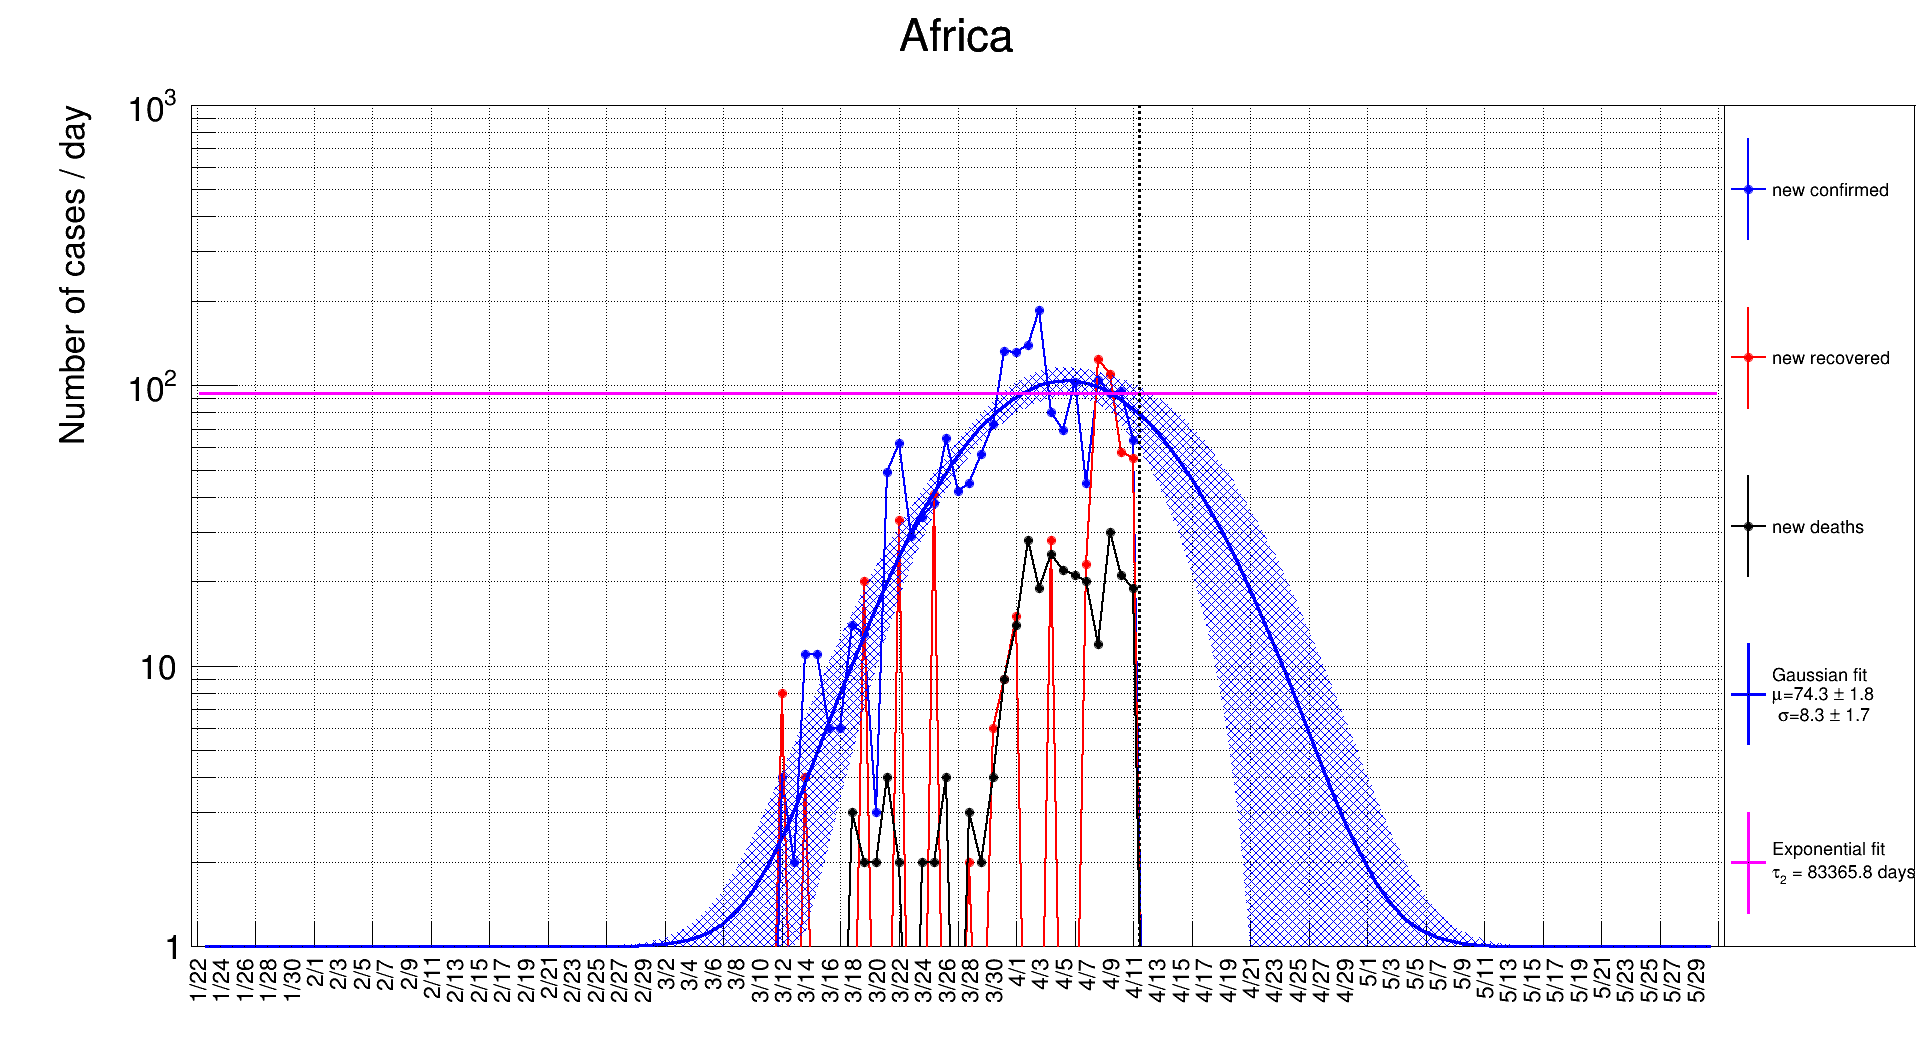 Africa
Number of cases / day
10³
10²
10
1
1/22 1/24 1/26 1/28 1/30 2/1 2/3 2/5 2/7 2/9 2/11 2/13 2/15 2/17 2/19 2/21 2/23 2/25 2/27 2/29 3/2 3/4 3/6 3/8 3/10 3/12 3/14 3/16 3/18 3/20 3/22 3/24 3/26 3/28 3/30 4/1 4/3 4/5 4/7 4/9 4/11 4/13 4/15 4/17 4/19 4/21 4/23 4/25 4/27 4/29 5/1 5/3 5/5 5/7 5/9 5/11 5/13 5/15 5/17 5/19 5/21 5/23 5/25 5/27 5/29
new confirmed
new recovered
new deaths
Gaussian fit
μ=74.3 ± 1.8
σ=8.3 ± 1.7
Exponential fit
τ₂ = 83365.8 days